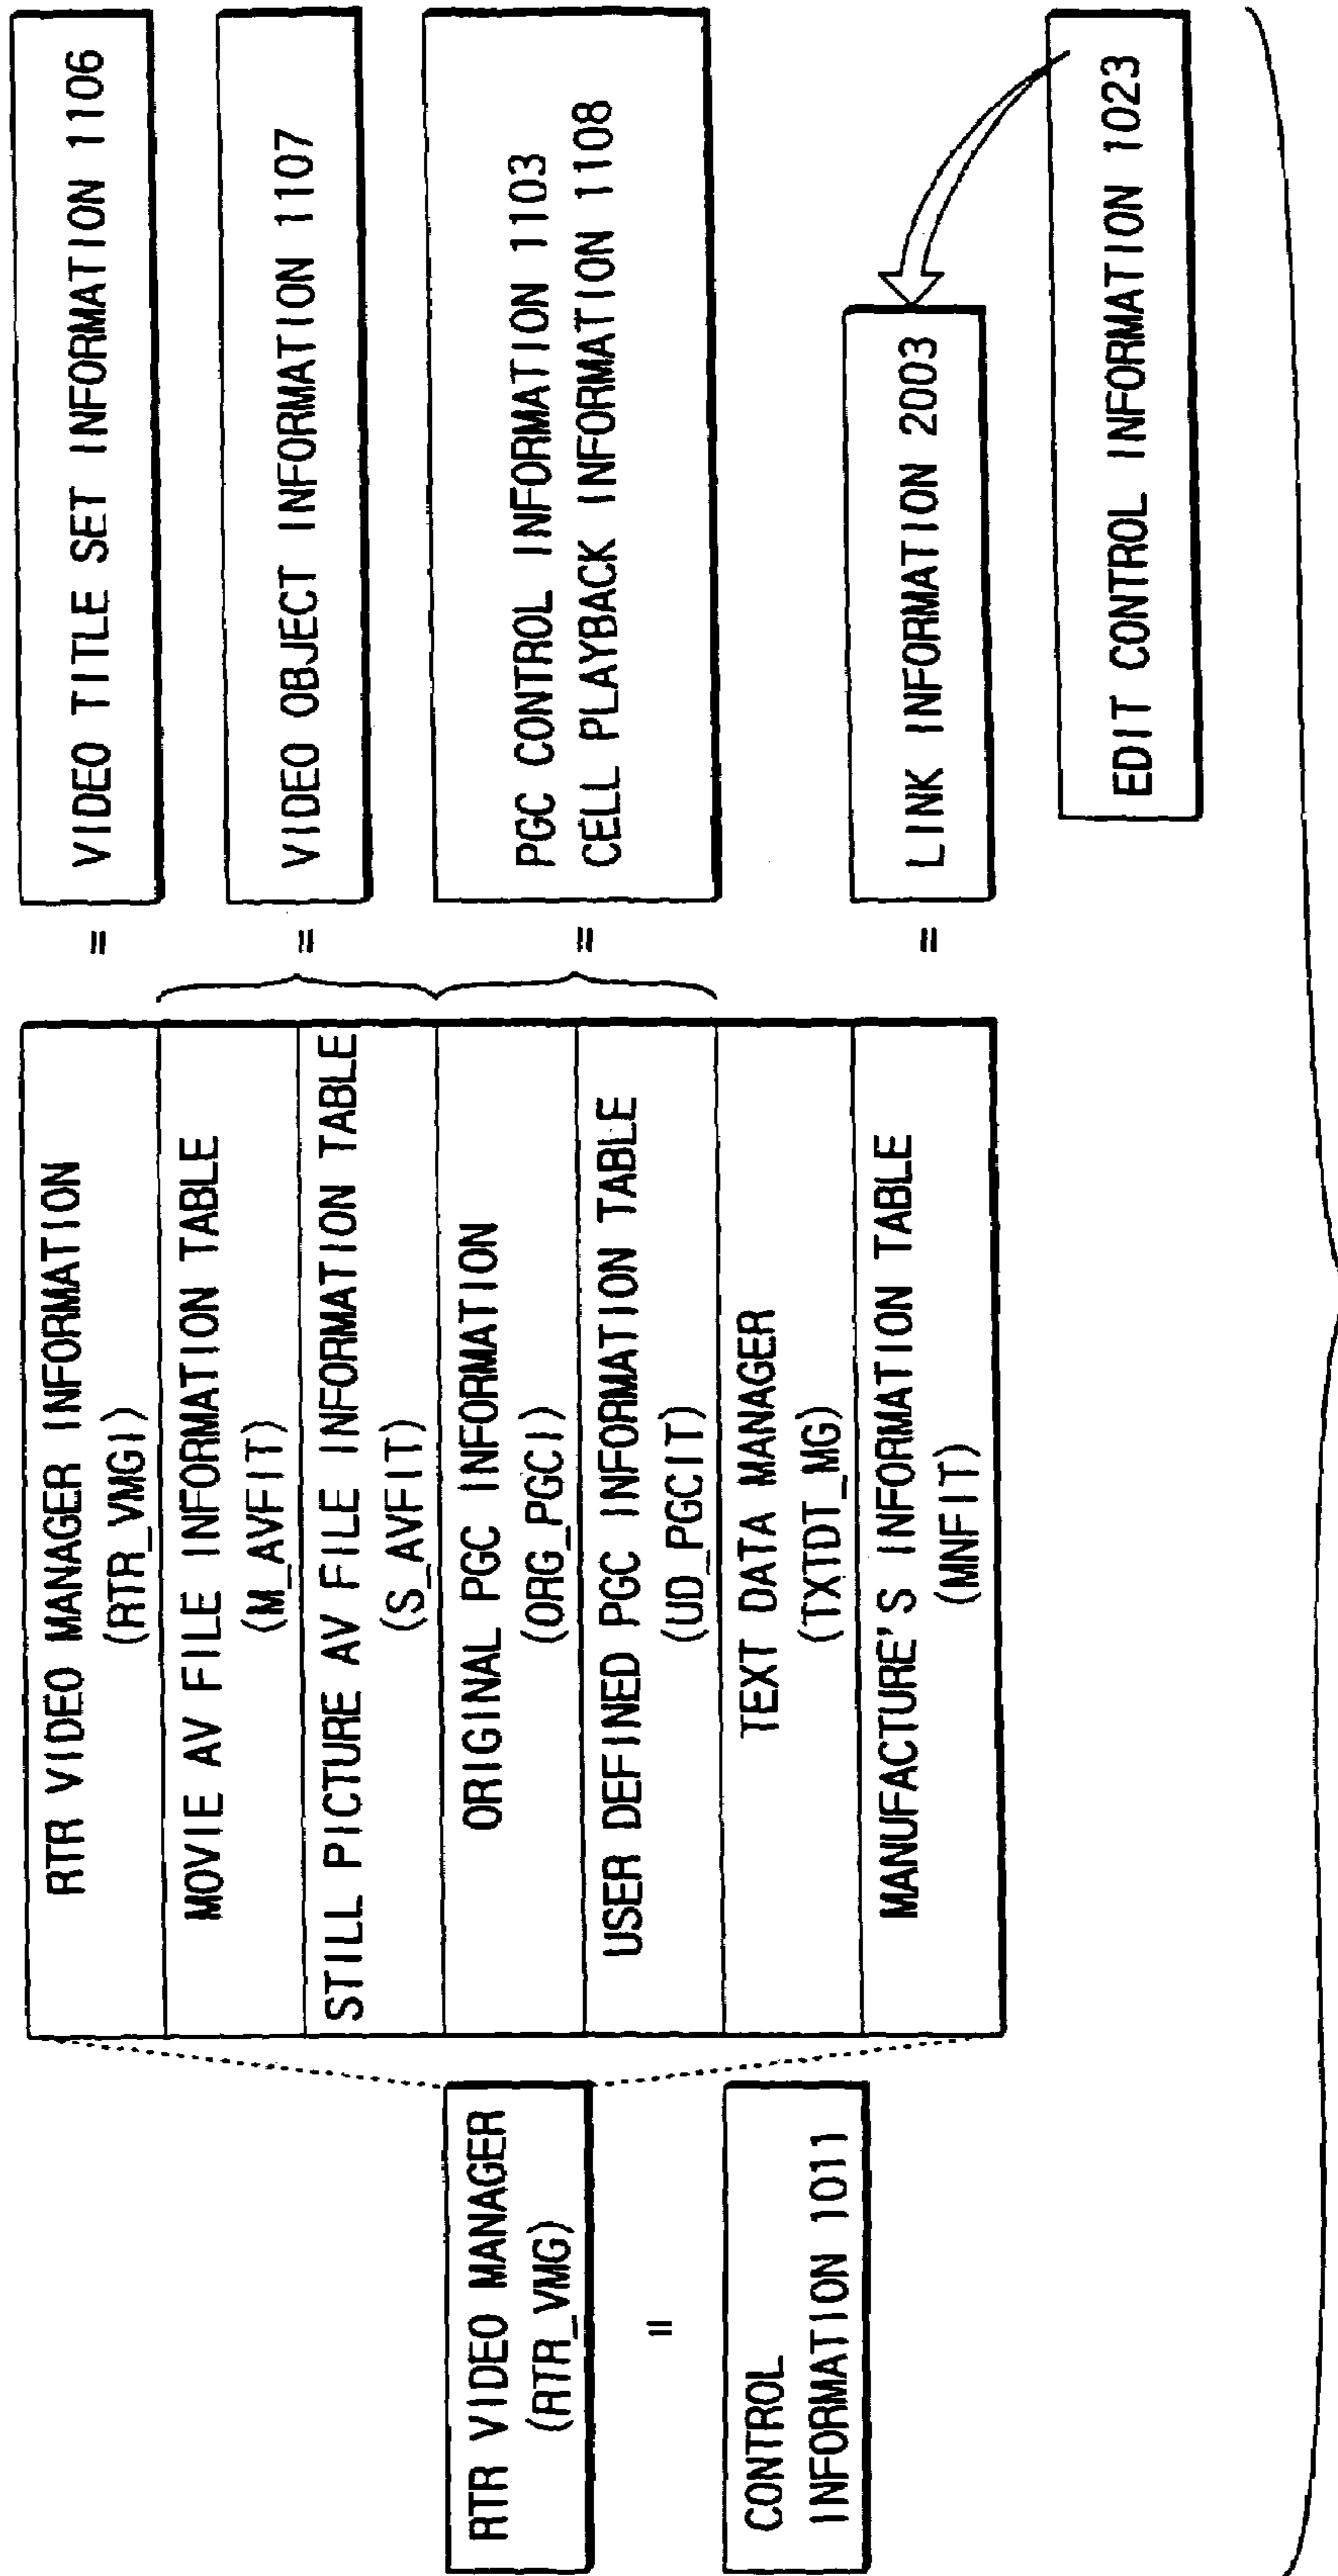 RTR VIDEO MANAGER
(RTR_VMG)
=
CONTROL
INFORMATION 1011
RTR VIDEO MANAGER INFORMATION
(RTR_VMGI)
MOVIE AV FILE INFORMATION TABLE
(M_AVFIT)
STILL PICTURE AV FILE INFORMATION TABLE
(S_AVFIT)
ORIGINAL PGC INFORMATION
(ORG_PGCI)
USER DEFINED PGC INFORMATION TABLE
(UD_PGCIT)
TEXT DATA MANAGER
(TXTDT_MG)
MANUFACTURE'S INFORMATION TABLE
(MNFIT)
= VIDEO TITLE SET INFORMATION 1106
= VIDEO OBJECT INFORMATION 1107
= PGC CONTROL INFORMATION 1103
CELL PLAYBACK INFORMATION 1108
= LINK INFORMATION 2003
EDIT CONTROL INFORMATION 1023